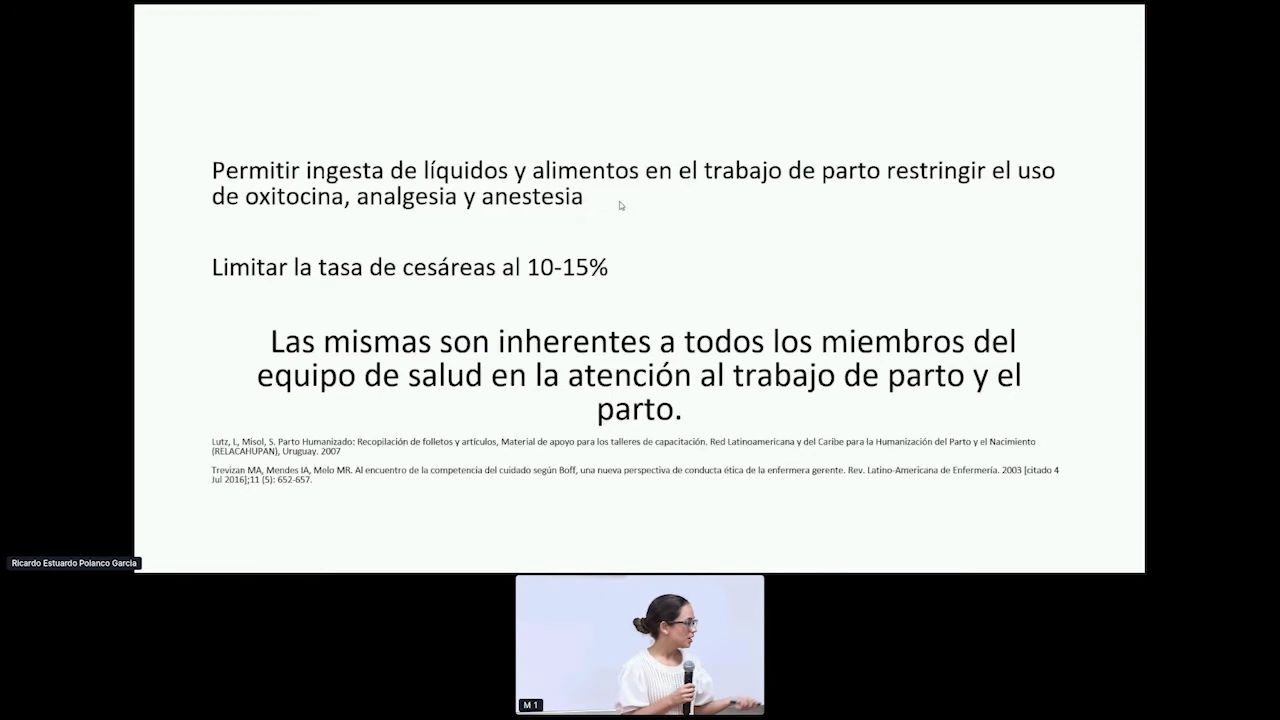 Permitir ingesta de líquidos y alimentos en el trabajo de parto restringir el uso
de oxitocina, analgesia y anestesia
Limitar la tasa de cesáreas al 10-15%
Las mismas son inherentes a todos los miembros del
equipo de salud en la atención al trabajo de parto y el
parto.
Lutz, L, Misol, S. Parto Humanizado: Recopilación de folletos y artículos, Material de apoyo para los talleres de capacitación. Red Latinoamericana y del Caribe para la Humanización del Parto y el Nacimiento
(RELACAHUPAN), Uruguay. 2007
Trevizan MA, Mendes IA, Melo MR. Al encuentro de la competencia del cuidado según Boff, una nueva perspectiva de conducta ética de la enfermera gerente. Rev. Latino-Americana de Enfermería. 2003 [citado 4
Jul 2016];11 (5): 652-657.
Ricardo Estuardo Polanco Garcia
M 1